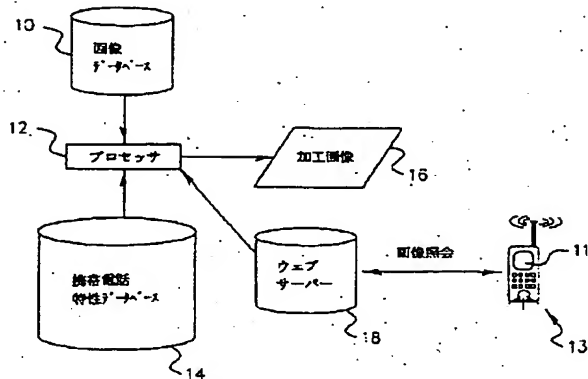 10
画像
データベース
12
プロセッサ
加工画像
16
携帯電話
特性データベース
14
ウェブ
サーバー
18
画像照会
11
13